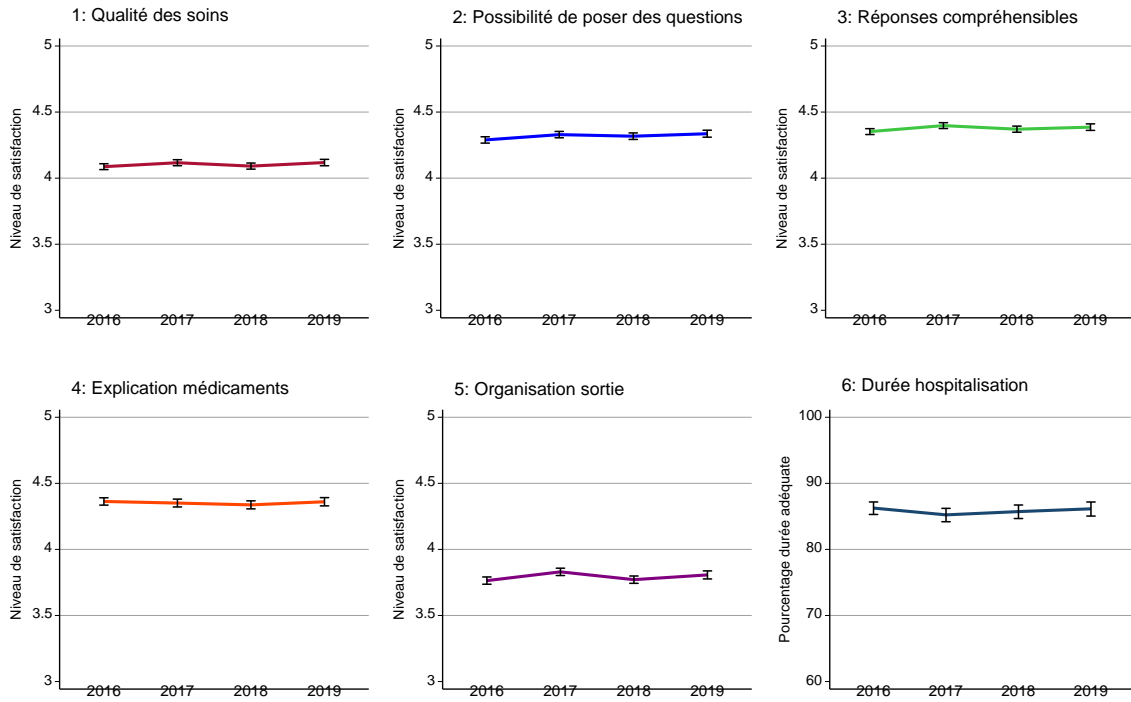 1: Qualité des soins
5
4.5
4
3.5
3
Niveau de satisfaction
2016 2017 2018 2019
2: Possibilité de poser des questions
5
4.5
4
3.5
3
Niveau de satisfaction
2016 2017 2018 2019
3: Réponses compréhensibles
5
4.5
4
3.5
3
Niveau de satisfaction
2016 2017 2018 2019
4: Explication médicaments
5
4.5
4
3.5
3
Niveau de satisfaction
2016 2017 2018 2019
5: Organisation sortie
5
4.5
4
3.5
3
Niveau de satisfaction
2016 2017 2018 2019
6: Durée hospitalisation
100
90
80
70
60
Pourcentage durée adéquate
2016 2017 2018 2019